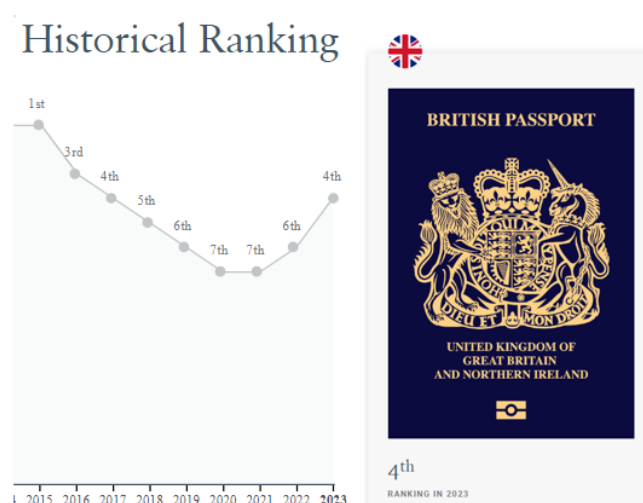 Historical Ranking
1st
3rd
4th
5th
6th
7th
7th
6th
4th
2015 2016 2017 2018 2019 2020 2021 2022 2023
BRITISH PASSPORT
DIEU ET MON DROIT
UNITED KINGDOM OF
GREAT BRITAIN
AND NORTHERN IRELAND
4th
RANKING IN 2023